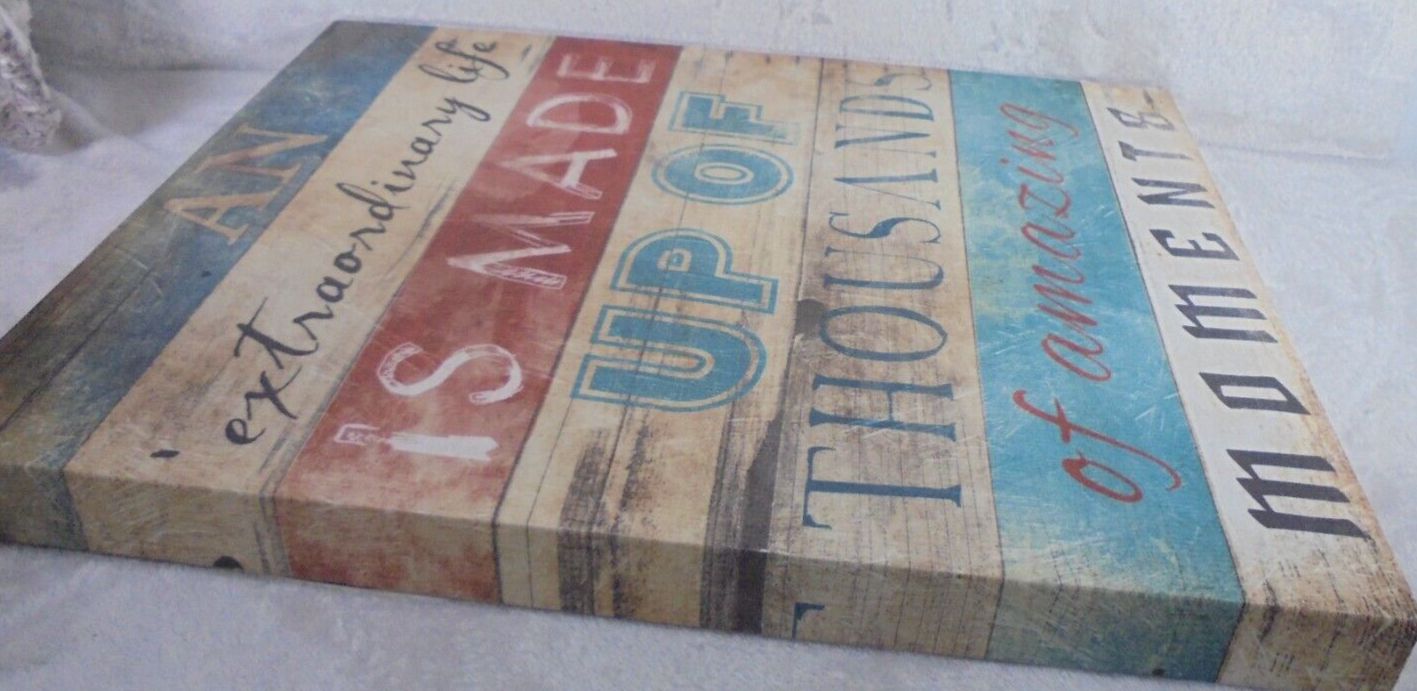 AN
extraordinary life
IS MADE
UP OF
THOUSANDS
of amazing
MOMENTS